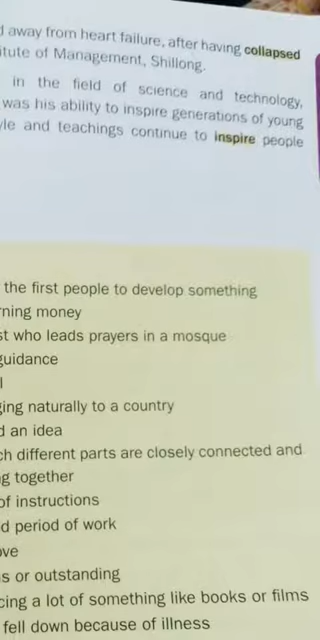 away from heart failure, after having collapsed
itute of Management, Shillong.
in the field of science and technology,
was his ability to inspire generations of young
yle and teachings continue to inspire people
the first people to develop something
rning money
st who leads prayers in a mosque
guidance
l
ging naturally to a country
d an idea
ch different parts are closely connected and
g together
of instructions
d period of work
ove
s or outstanding
cing a lot of something like books or films
fell down because of illness